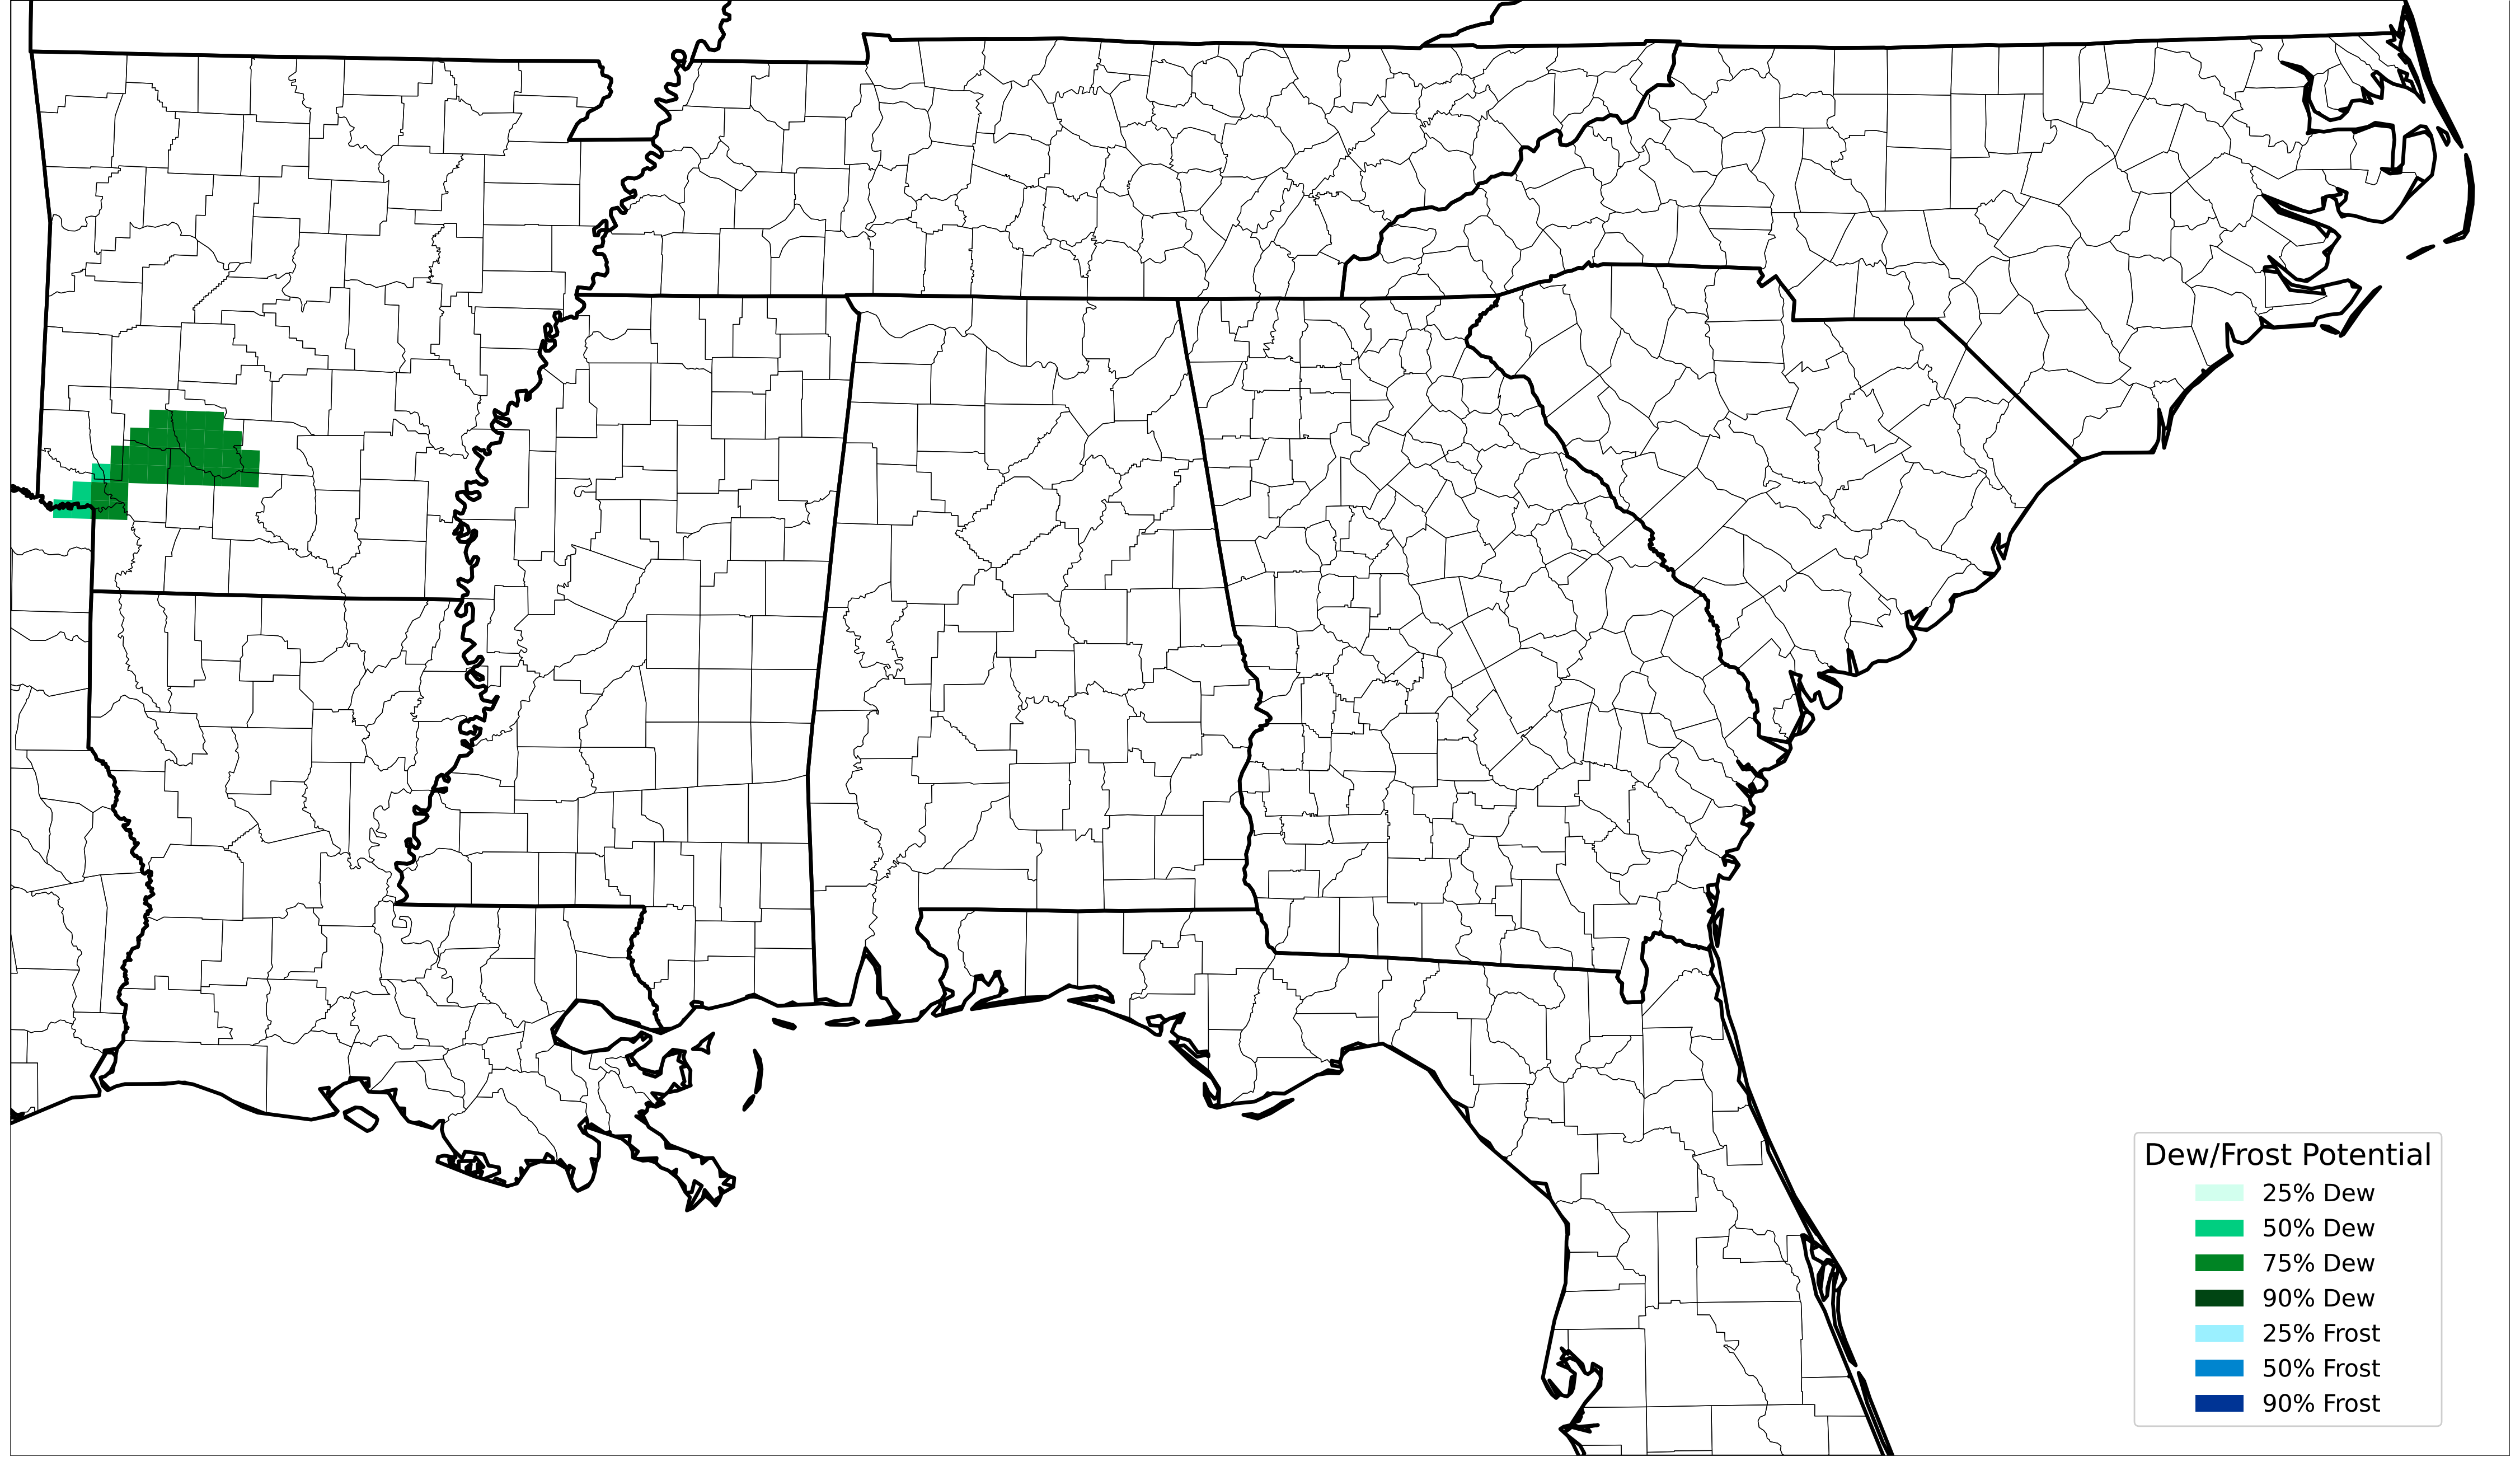 Dew/Frost Potential
25% Dew
50% Dew
75% Dew
90% Dew
25% Frost
50% Frost
90% Frost